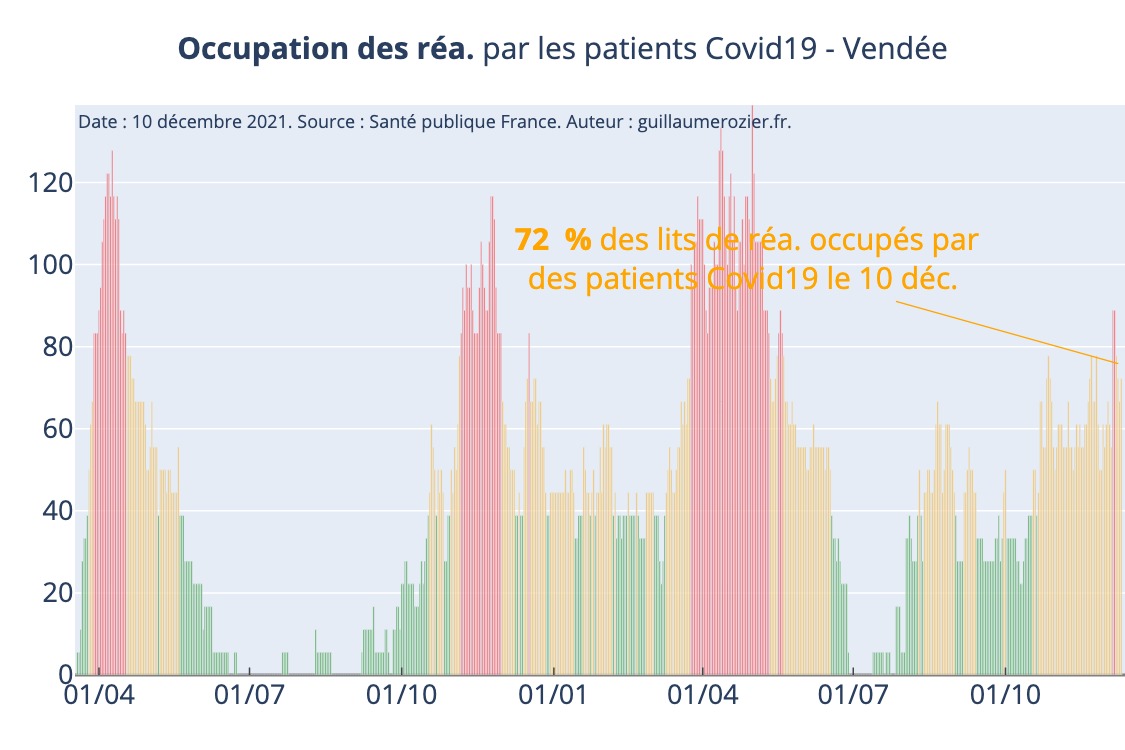 Occupation des réa. par les patients Covid19 - Vendée
Date : 10 décembre 2021. Source : Santé publique France. Auteur : guillaumerozier.fr.
72 % des lits de réa. occupés par
des patients Covid19 le 10 déc.
120
100
80
60
40
20
0
01/04 01/07 01/10 01/01 01/04 01/07 01/10